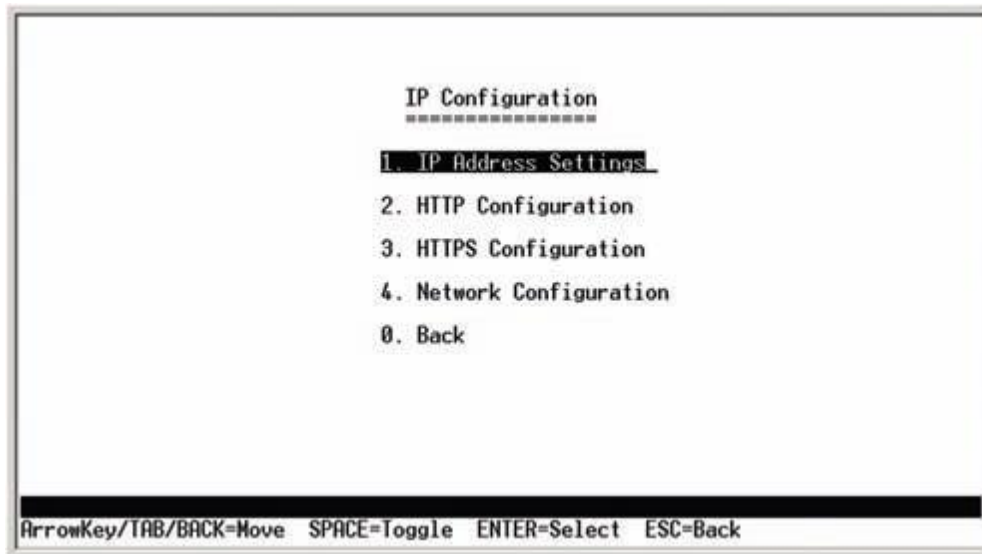 IP Configuration
================
1. IP Address Settings
2. HTTP Configuration
3. HTTPS Configuration
4. Network Configuration
0. Back
ArrowKey/TAB/BACK=Move  SPACE=Toggle  ENTER=Select  ESC=Back